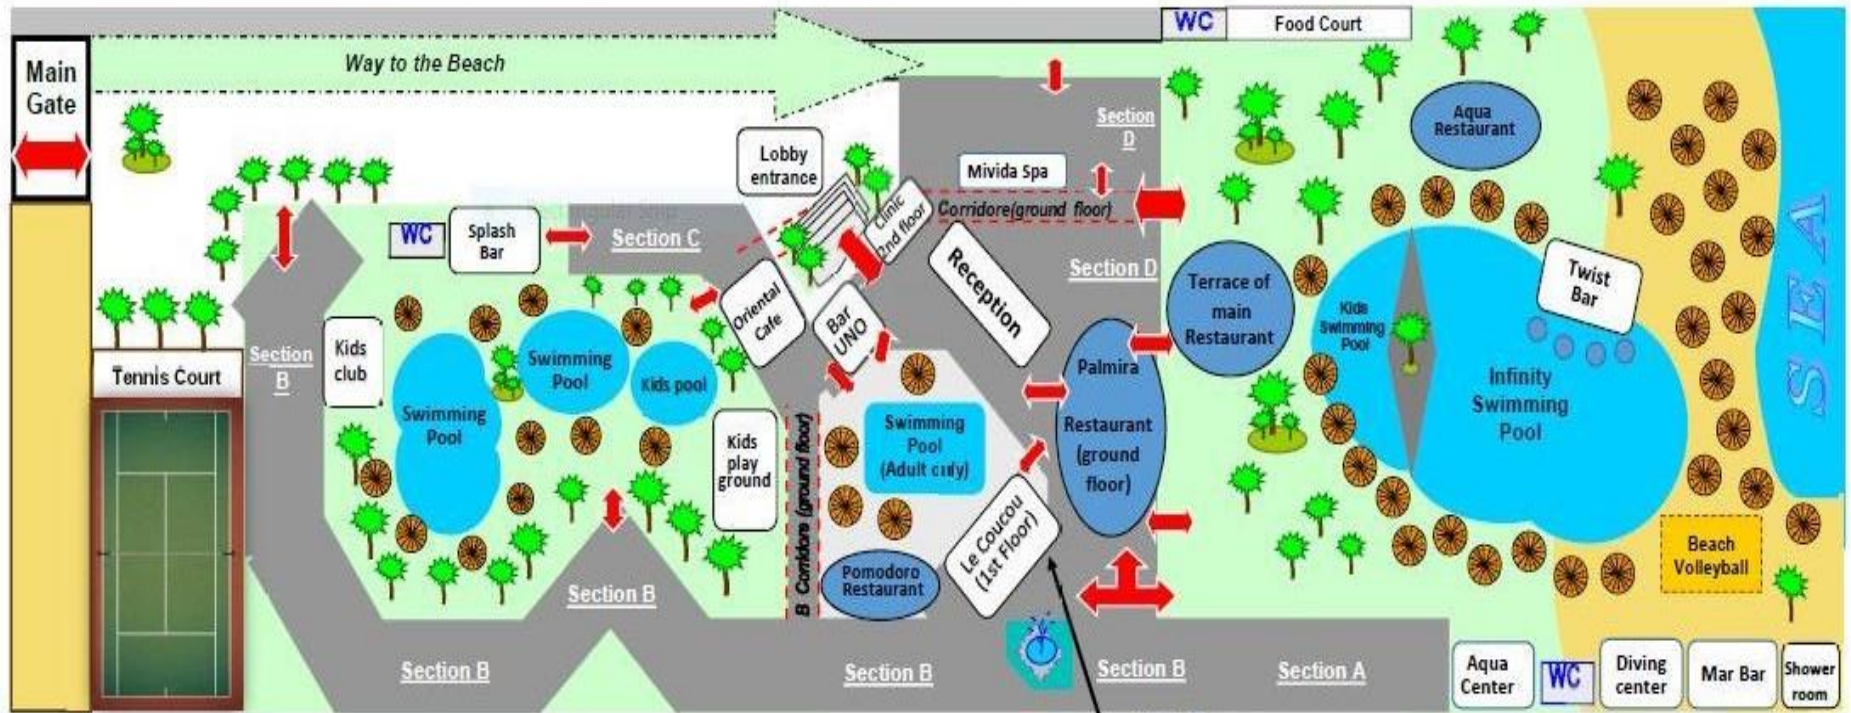 WC
Food Court
Main
Gate
Way to the Beach
Aqua
Restaurant
Section
D
Lobby
entrance
Mivida Spa
Clinic
2nd floor
Corridore(ground floor)
WC
Splash
Bar
Section C
Reception
Section D
Terrace of
main
Restaurant
Twist
Bar
SEA
Oriental
Cafe
Bar
UNO
Kids
Swimming
Pool
Tennis Court
Section
B
Kids
club
Swimming
Pool
Swimming
Pool
Kids pool
Palmira
Restaurant
(ground
floor)
Infinity
Swimming
Pool
Kids
play
ground
B Corridore (ground floor)
Swimming
Pool
(Adult only)
Le Coucou
(1st Floor)
Pomodoro
Restaurant
Beach
Volleyball
Section B
Section B
Section B
Section B
Section A
Aqua
Center
WC
Diving
center
Mar Bar
Shower
room